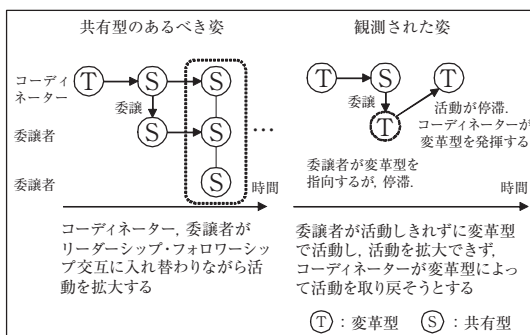 共有型のあるべき姿
コーディ
ネーター
T
S
S
委譲
委譲者
S
S
…
委譲者
S
時間
コーディネーター, 委譲者が
リーダーシップ・フォロワーシッ
プ交互に入れ替わりながら活
動を拡大する
観測された姿
T
S
T
委譲
T
活動が停滞.
コーディネーターが
変革型を発揮する
委譲者が変革型を
指向するが, 停滞.
時間
委譲者が活動しきれずに変革型
で活動し, 活動を拡大できず,
コーディネーターが変革型によっ
て活動を取り戻そうとする
T : 変革型 S : 共有型